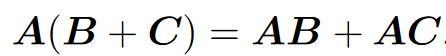 A(B + C) = AB + AC.